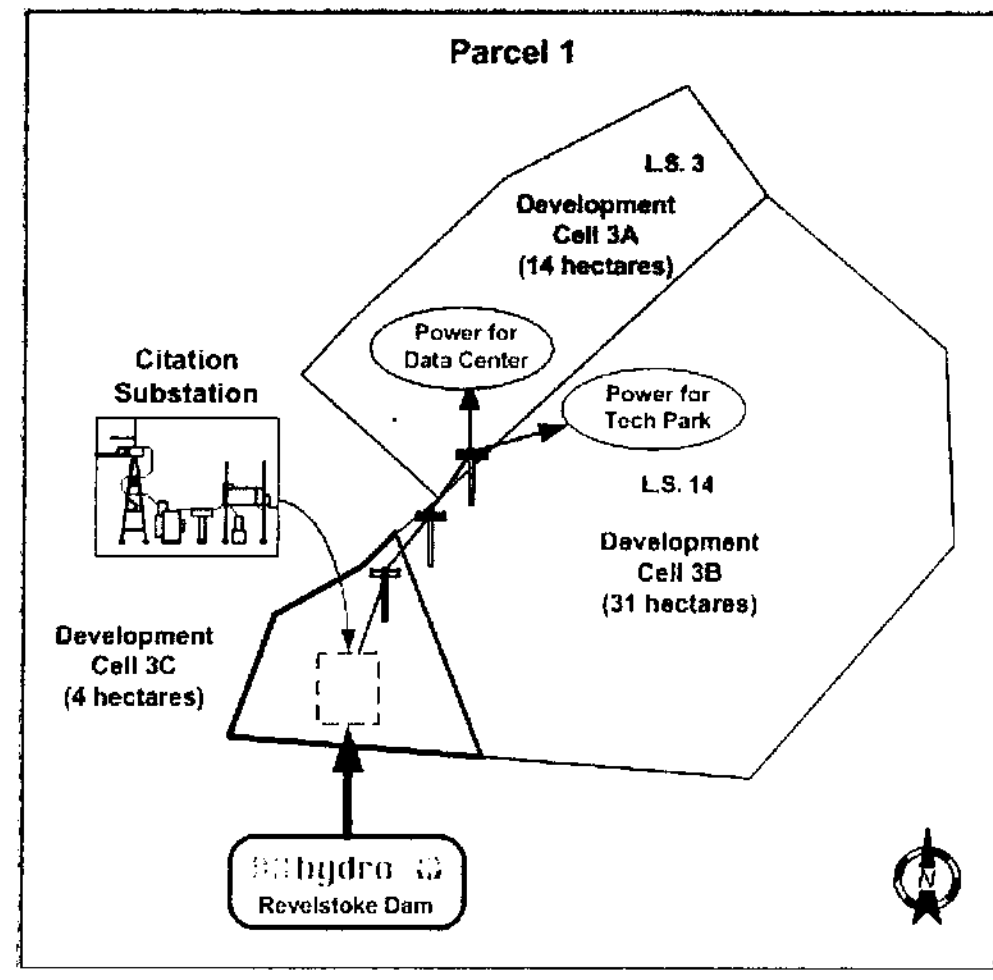 Parcel 1
L.S. 3
Development
Cell 3A
(14 hectares)
Power for
Data Center
Citation
Substation
Power for
Tech Park
L.S. 14
Development
Cell 3B
(31 hectares)
Development
Cell 3C
(4 hectares)
hydro
Revelstoke Dam
N